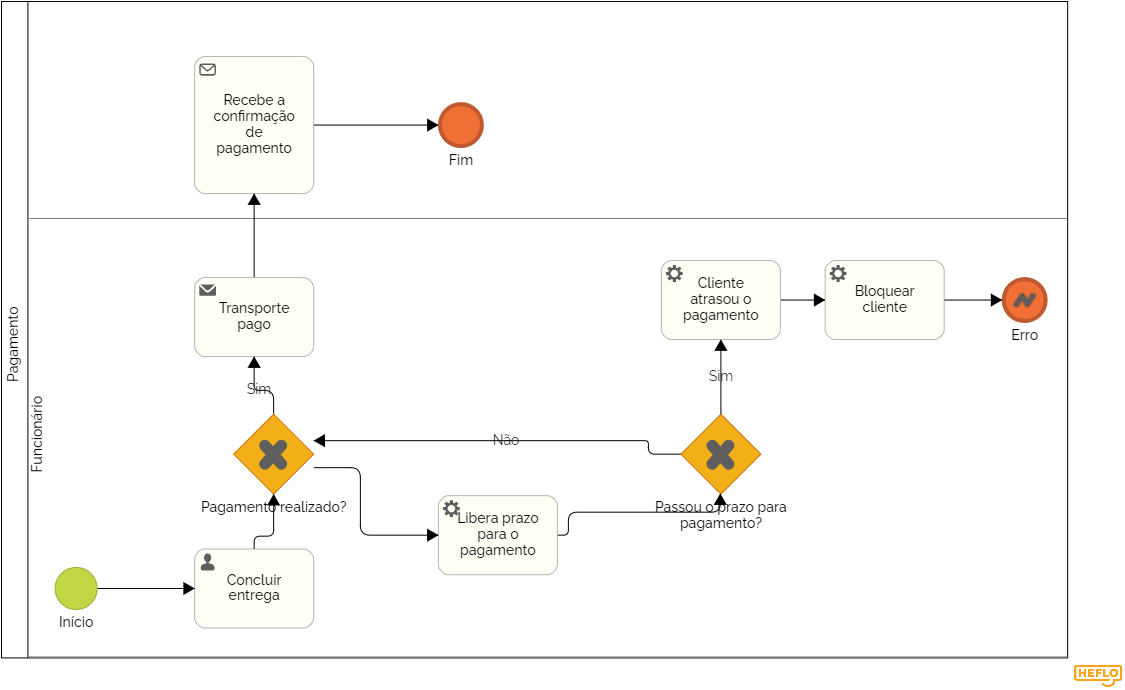 Pagamento
Funcionário
Recebe a
confirmação
de
pagamento
Fim
Transporte
pago
Sim
Cliente
atrasou o
pagamento
Bloquear
cliente
Erro
Sim
Não
Pagamento realizado?
Passou o prazo para
pagamento?
Libera prazo
para o
pagamento
Concluir
entrega
Início
HEFLO